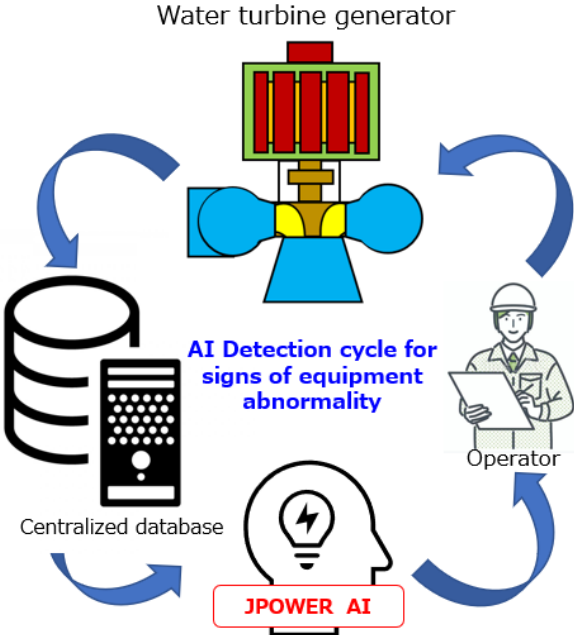 Water turbine generator
AI Detection cycle for
signs of equipment
abnormality
Operator
Centralized database
JPOWER AI